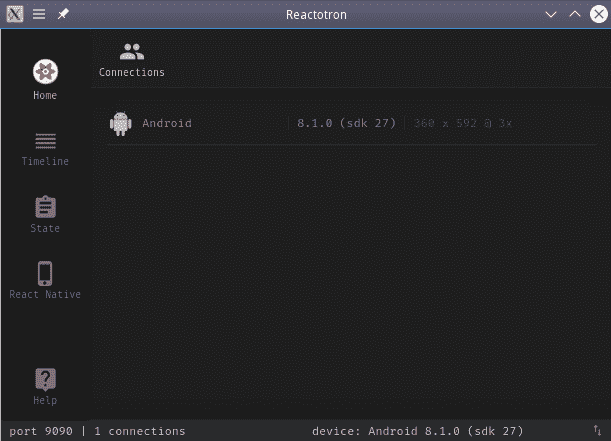 Reactotron
Connections
Home
Android 8.1.0 (sdk 27) 360 x 592 @ 3x
Timeline
State
React Native
Help
port 9090 | 1 connections device: Android 8.1.0 (sdk 27)